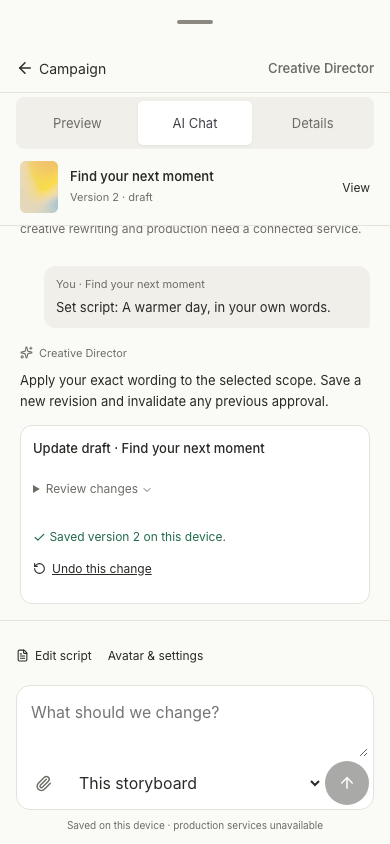 Campaign
Creative Director
Preview
AI Chat
Details
Find your next moment
Version 2 · draft
View
creative rewriting and production need a connected service.
You · Find your next moment
Set script: A warmer day, in your own words.
Creative Director
Apply your exact wording to the selected scope. Save a
new revision and invalidate any previous approval.
Update draft · Find your next moment
Review changes
Saved version 2 on this device.
Undo this change
Edit script
Avatar & settings
What should we change?
This storyboard
Saved on this device · production services unavailable